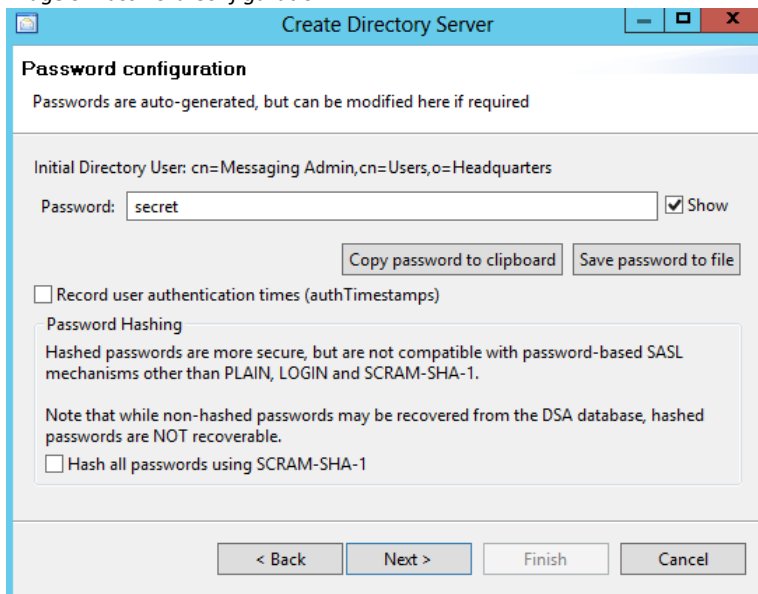 Create Directory Server
Password configuration
Passwords are auto-generated, but can be modified here if required
Initial Directory User: cn=Messaging Admin,cn=Users,o=Headquarters
Password: secret Show
Copy password to clipboard Save password to file
Record user authentication times (authTimestamps)
Password Hashing
Hashed passwords are more secure, but are not compatible with password-based SASL
mechanisms other than PLAIN, LOGIN and SCRAM-SHA-1.
Note that while non-hashed passwords may be recovered from the DSA database, hashed
passwords are NOT recoverable.
Hash all passwords using SCRAM-SHA-1
< Back Next > Finish Cancel